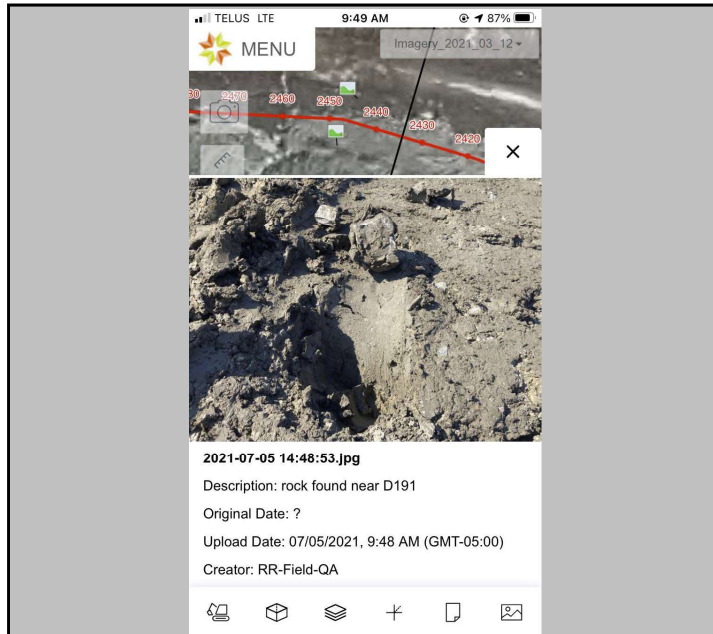 TELUS LTE 9:49 AM 87%
MENU
Imagery_2021_03_12
2470 2460 2450 2440 2430 2420
2021-07-05 14:48:53.jpg
Description: rock found near D191
Original Date: ?
Upload Date: 07/05/2021, 9:48 AM (GMT-05:00)
Creator: RR-Field-QA